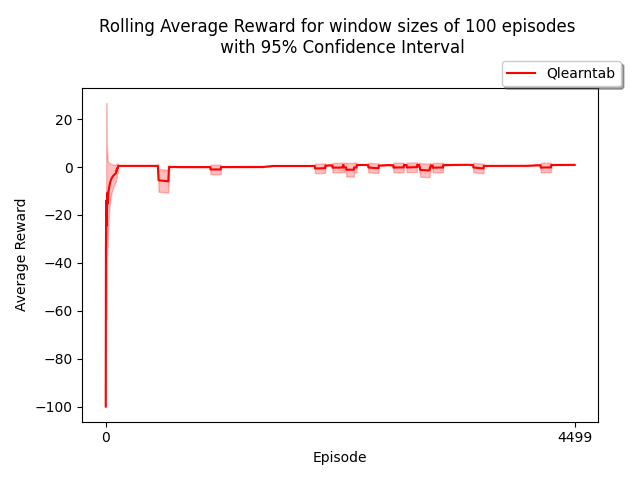 Rolling Average Reward for window sizes of 100 episodes
with 95% Confidence Interval
Qlearntab
20
0
−20
−40
−60
−80
−100
Average Reward
0
4499
Episode